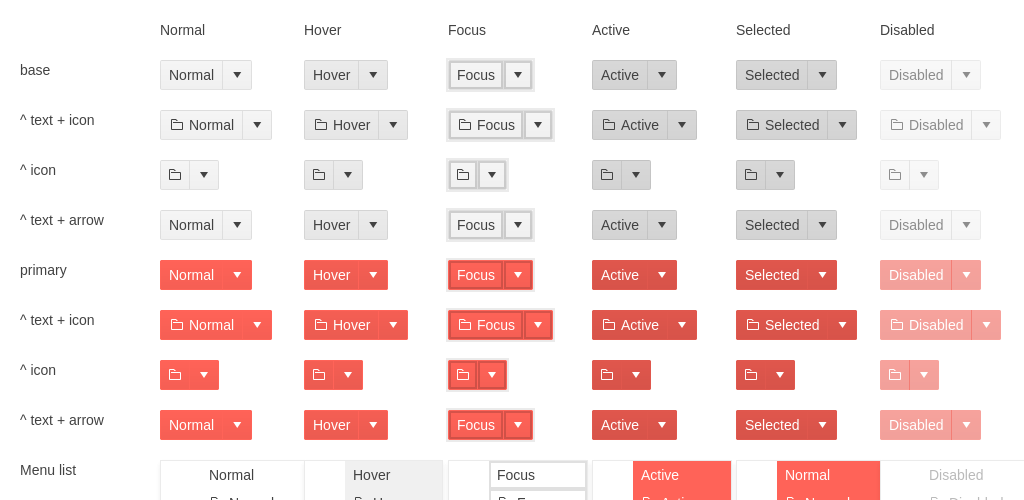 Normal Hover Focus Active Selected Disabled
base Normal Hover Focus Active Selected Disabled
^ text + icon Normal Hover Focus Active Selected Disabled
^ icon
^ text + arrow Normal Hover Focus Active Selected Disabled
primary Normal Hover Focus Active Selected Disabled
^ text + icon Normal Hover Focus Active Selected Disabled
^ icon
^ text + arrow Normal Hover Focus Active Selected Disabled
Menu list Normal Hover Focus Active Normal Disabled